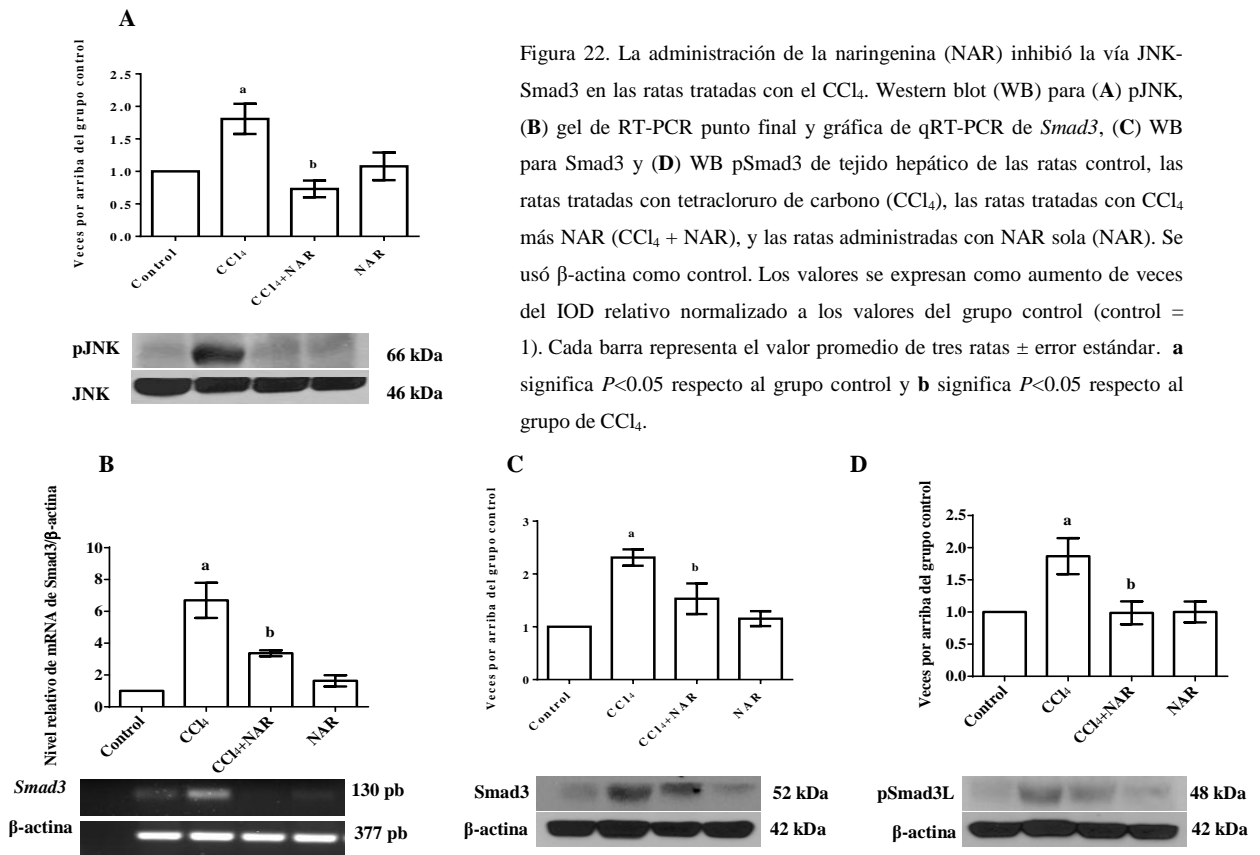 A
Veces por arriba del grupo control
2.5
2.0
1.5
1.0
0.5
0.0
a
b
Control
CCl₄
CCl₄+NAR
NAR
pJNK
66 kDa
JNK
46 kDa
Figura 22. La administración de la naringenina (NAR) inhibió la vía JNK-
Smad3 en las ratas tratadas con el CCl₄. Western blot (WB) para (A) pJNK,
(B) gel de RT-PCR punto final y gráfica de qRT-PCR de Smad3, (C) WB
para Smad3 y (D) WB pSmad3 de tejido hepático de las ratas control, las
ratas tratadas con tetracloruro de carbono (CCl₄), las ratas tratadas con CCl₄
más NAR (CCl₄ + NAR), y las ratas administradas con NAR sola (NAR). Se
usó β-actina como control. Los valores se expresan como aumento de veces
del IOD relativo normalizado a los valores del grupo control (control =
1). Cada barra representa el valor promedio de tres ratas ± error estándar. a
significa P<0.05 respecto al grupo control y b significa P<0.05 respecto al
grupo de CCl₄.
B
Nivel relativo de mRNA de Smad3/β-actina
10
8
6
4
2
0
a
b
Control
CCl₄
CCl₄+NAR
NAR
Smad3
130 pb
β-actina
377 pb
C
Veces por arriba del grupo control
3
2
1
0
a
b
Control
CCl₄
CCl₄+NAR
NAR
Smad3
52 kDa
β-actina
42 kDa
D
Veces por arriba del grupo control
2.5
2.0
1.5
1.0
0.5
0.0
a
b
Control
CCl₄
CCl₄+NAR
NAR
pSmad3L
48 kDa
β-actina
42 kDa